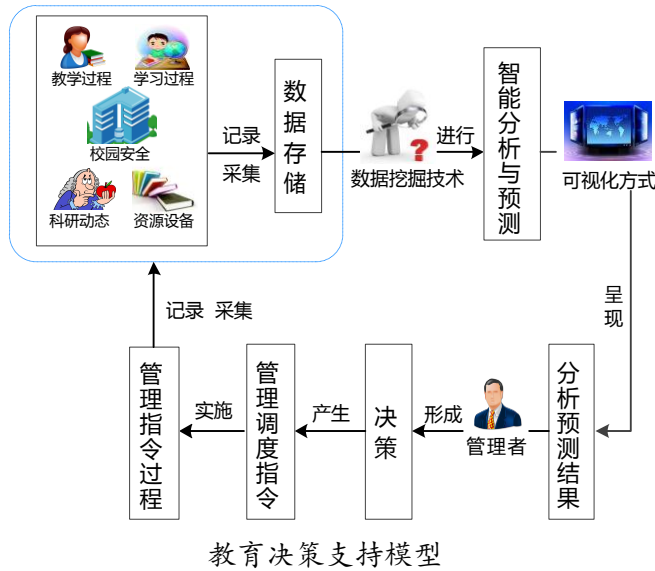 教学过程
学习过程
校园安全
科研动态
资源设备
记录
采集
数据存储
数据挖掘技术
进行
智能分析与预测
可视化方式
呈现
分析预测结果
管理者
形成
决策
产生
管理调度指令
实施
管理指令过程
记录 采集
教育决策支持模型